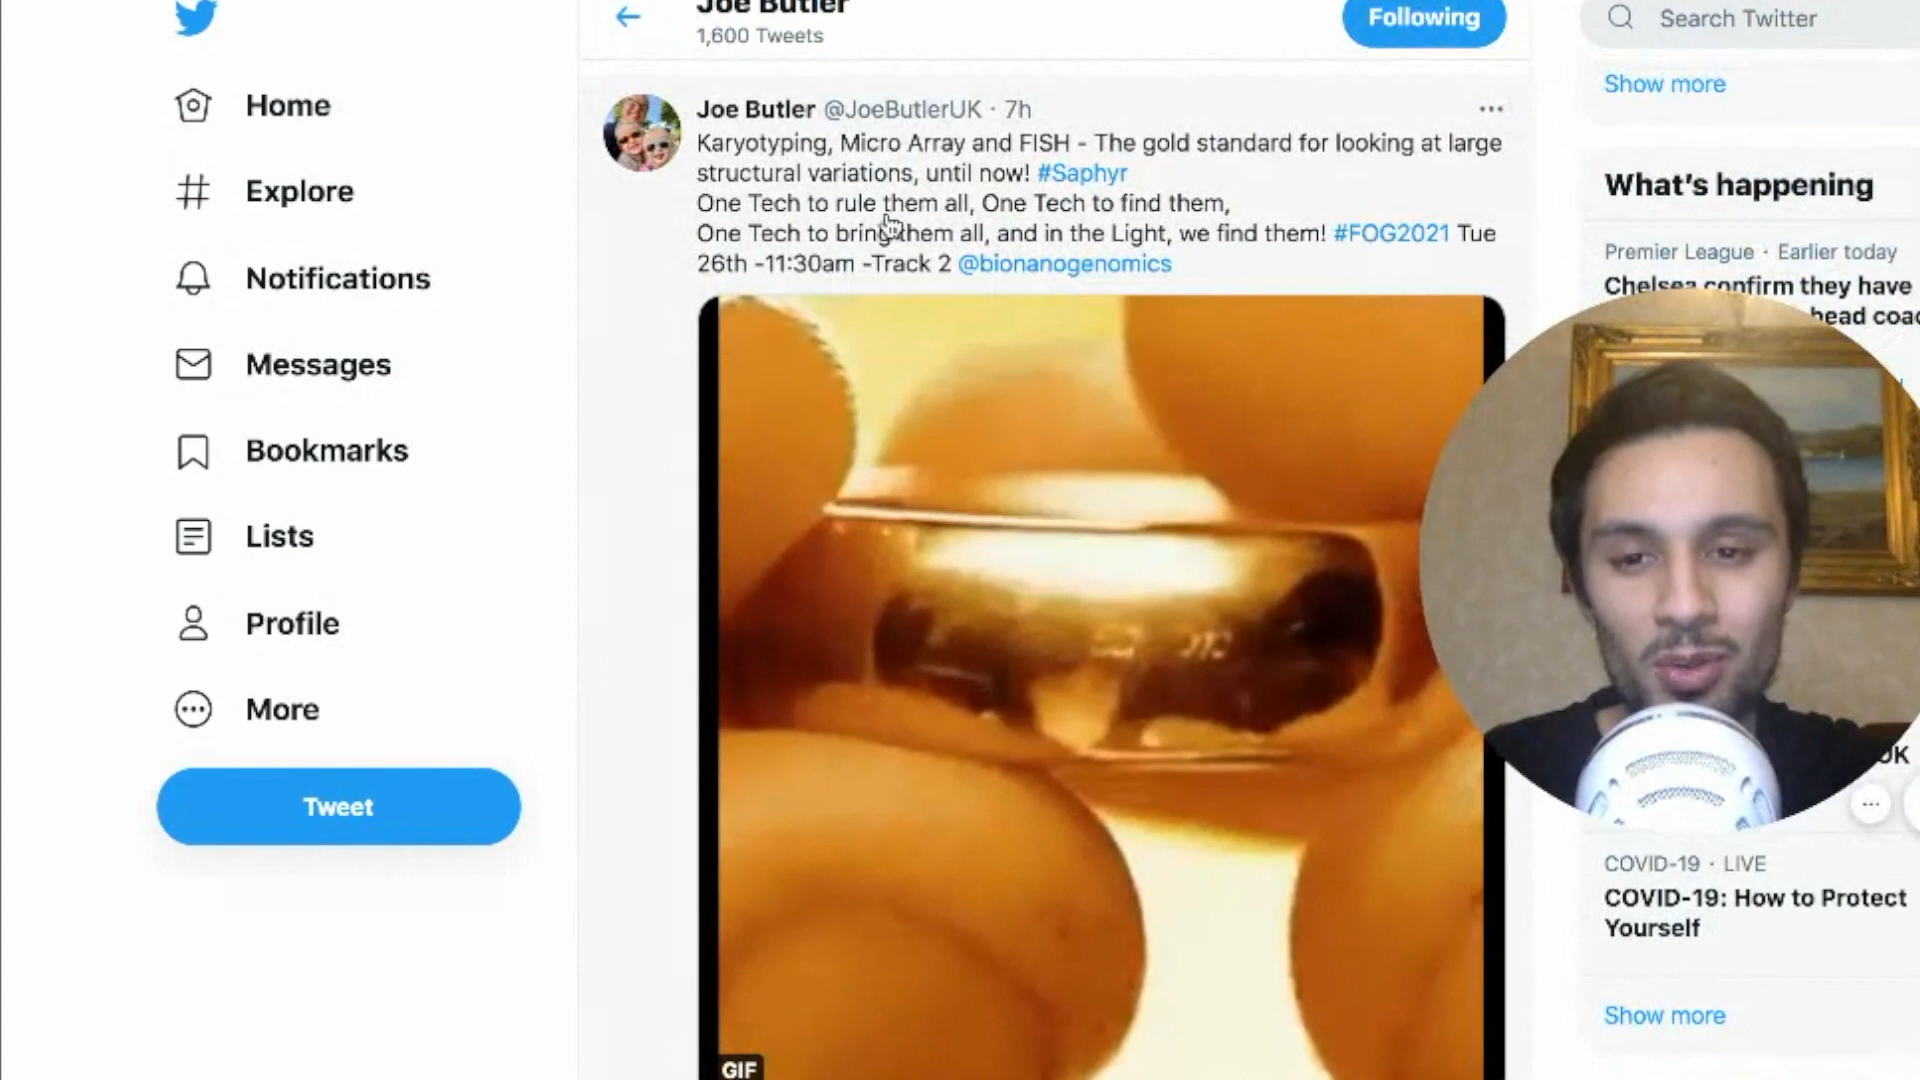 Joe Butler
1,600 Tweets
Following
Search Twitter
Show more
Home
Explore
Notifications
Messages
Bookmarks
Lists
Profile
More
Tweet
Joe Butler @JoeButlerUK · 7h
Karyotyping, Micro Array and FISH - The gold standard for looking at large
structural variations, until now! #Saphyr
One Tech to rule them all, One Tech to find them,
One Tech to bring them all, and in the Light, we find them! #FOG2021 Tue
26th -11:30am -Track 2 @bionanogenomics
GIF
What's happening
Premier League · Earlier today
Chelsea confirm they have
head
COVID-19 · LIVE
COVID-19: How to Protect
Yourself
Show more